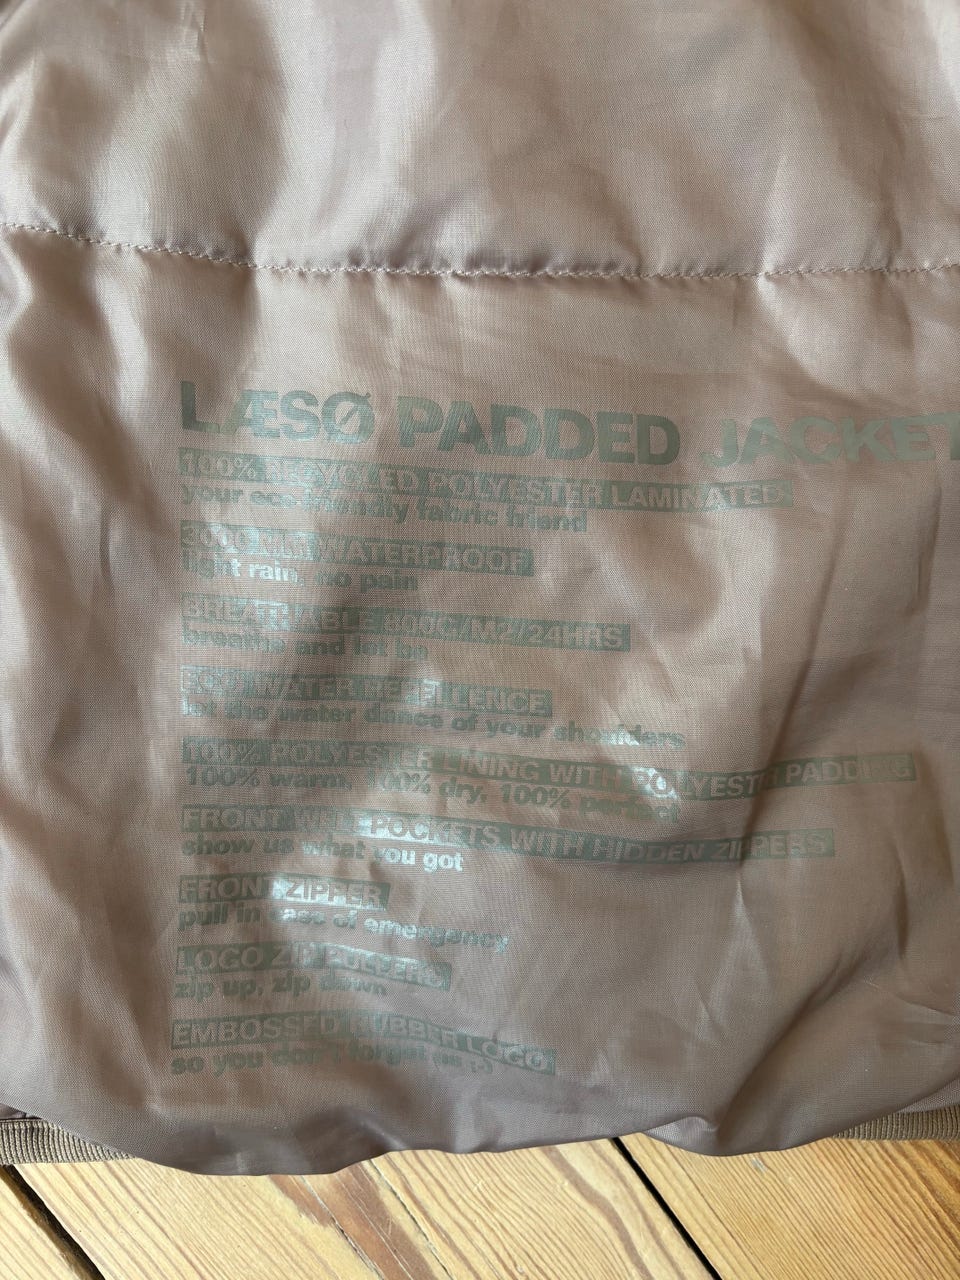 LÆSØ PADDED JACKET
100% RECYCLED POLYESTER LAMINATED
your eco-friendly fabric friend
3000 MM WATERPROOF
light rain, no pain
BREATHABLE 800G/M2/24HRS
breathe and let be
ECO WATER REPELLENCE
let the water dance of your shoulders
100% POLYESTER LINING WITH POLYESTER PADDING
100% warm, 100% dry, 100% perfect
FRONT WELT POCKETS WITH HIDDEN ZIPPERS
show us what you got
FRONT ZIPPER
pull in case of emergency
LOGO ZIP PULLERS
zip up, zip down
EMBOSSED RUBBER LOGO
so you don't forget us ;-)